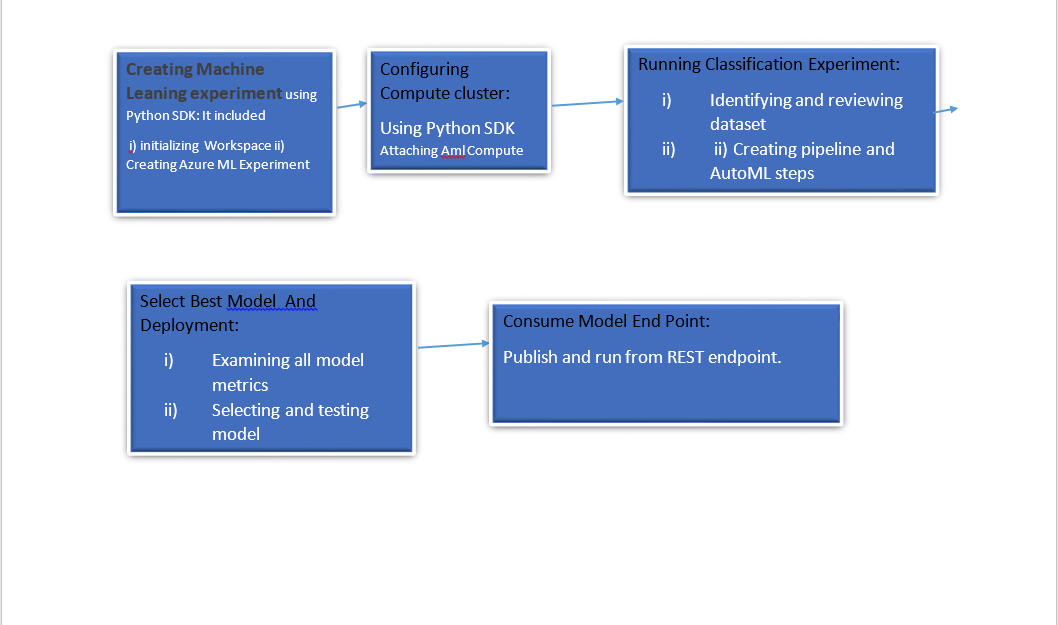 Creating Machine
Leaning experiment using
Python SDK: It included
i) initializing Workspace ii)
Creating Azure ML Experiment
Configuring
Compute cluster:
Using Python SDK
Attaching AmlCompute
Running Classification Experiment:
i) Identifying and reviewing
dataset
ii) ii) Creating pipeline and
AutoML steps
Select Best Model And
Deployment:
i) Examining all model
metrics
ii) Selecting and testing
model
Consume Model End Point:
Publish and run from REST endpoint.